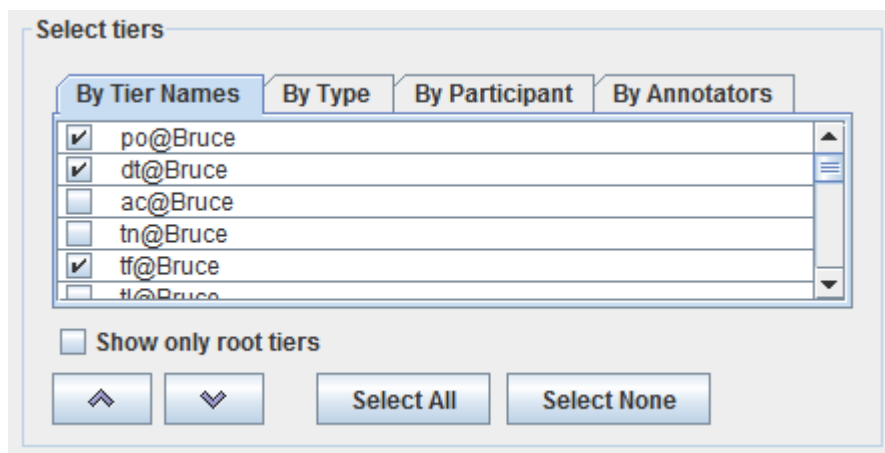 Select tiers
By Tier Names By Type By Participant By Annotators
po@Bruce
dt@Bruce
ac@Bruce
tn@Bruce
tf@Bruce
Show only root tiers
Select All Select None